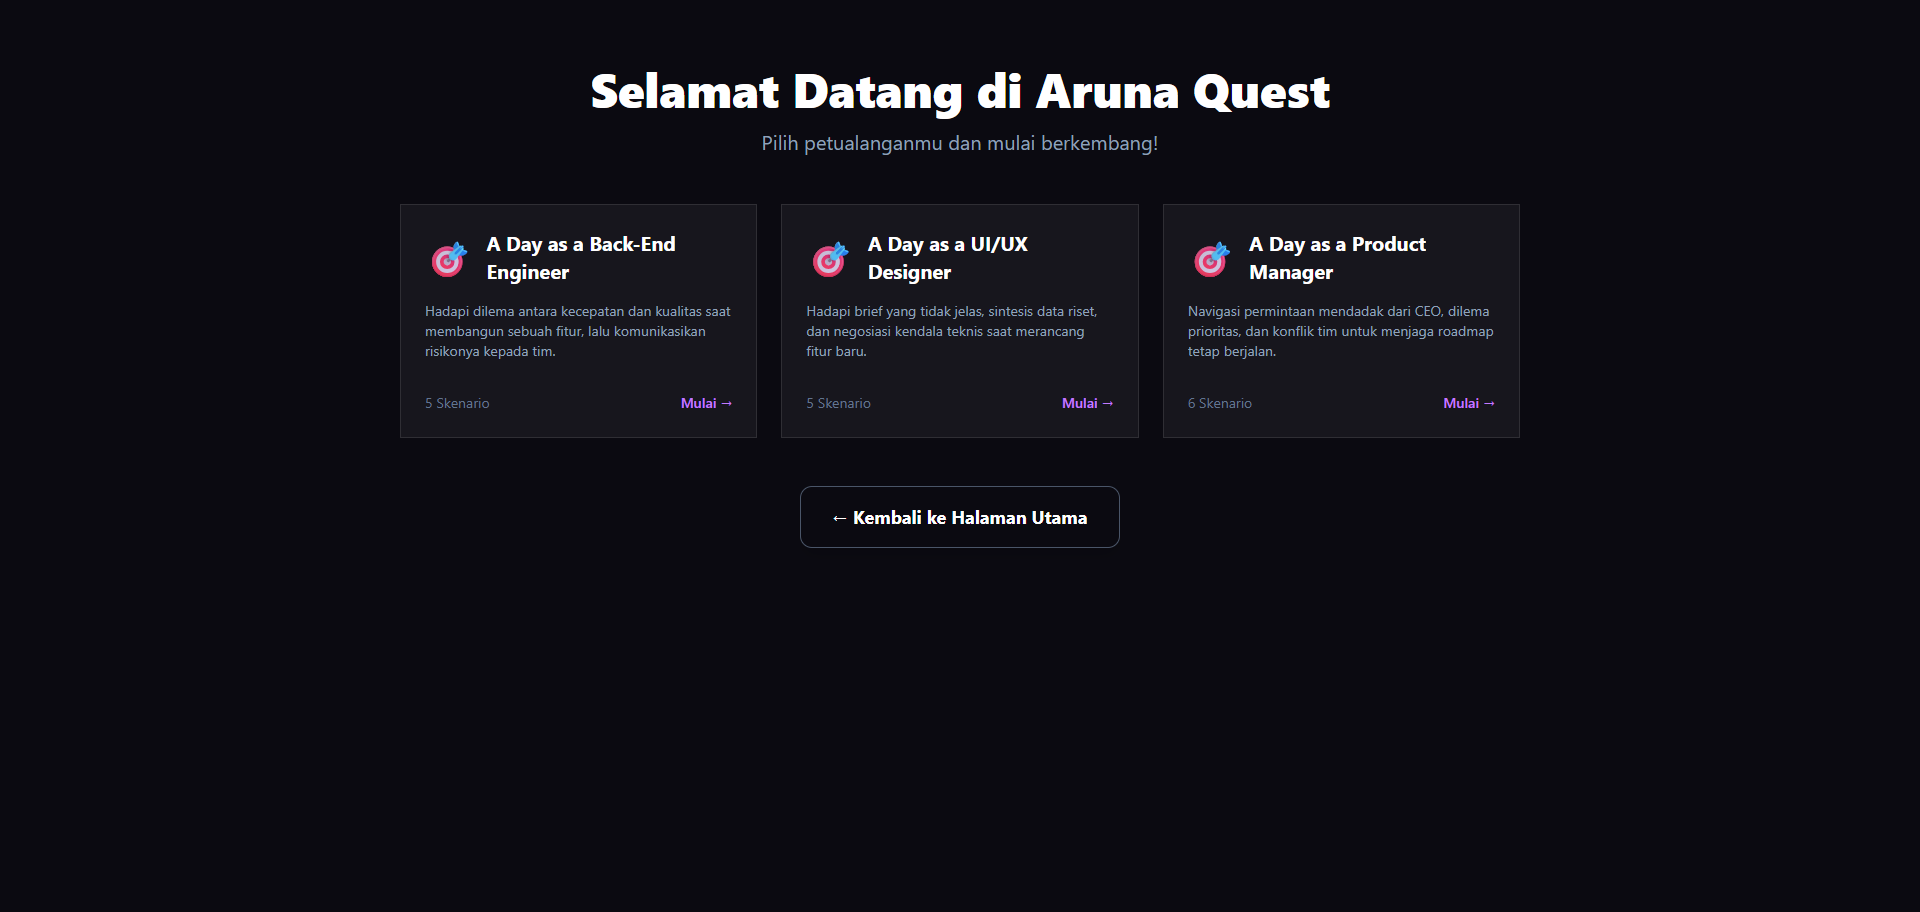 Selamat Datang di Aruna Quest
Pilih petualanganmu dan mulai berkembang!
A Day as a Back-End
Engineer
Hadapi dilema antara kecepatan dan kualitas saat
membangun sebuah fitur, lalu komunikasikan
risikonya kepada tim.
5 Skenario
Mulai →
A Day as a UI/UX
Designer
Hadapi brief yang tidak jelas, sintesis data riset,
dan negosiasi kendala teknis saat merancang
fitur baru.
5 Skenario
Mulai →
A Day as a Product
Manager
Navigasi permintaan mendadak dari CEO, dilema
prioritas, dan konflik tim untuk menjaga roadmap
tetap berjalan.
6 Skenario
Mulai →
← Kembali ke Halaman Utama